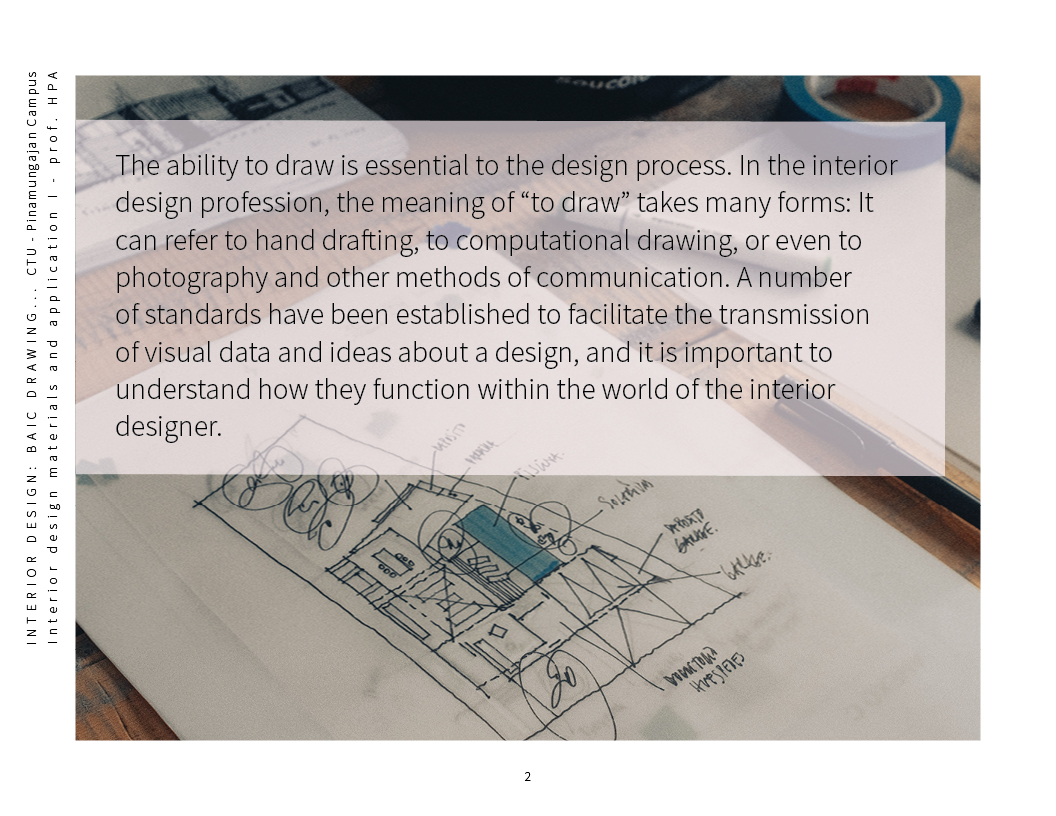 INTERIOR DESIGN: BAIC DRAWING... CTU - Pinamungajan Campus
Interior design materials and application I - prof. HPA
The ability to draw is essential to the design process. In the interior
design profession, the meaning of “to draw” takes many forms: It
can refer to hand drafting, to computational drawing, or even to
photography and other methods of communication. A number
of standards have been established to facilitate the transmission
of visual data and ideas about a design, and it is important to
understand how they function within the world of the interior
designer.
2